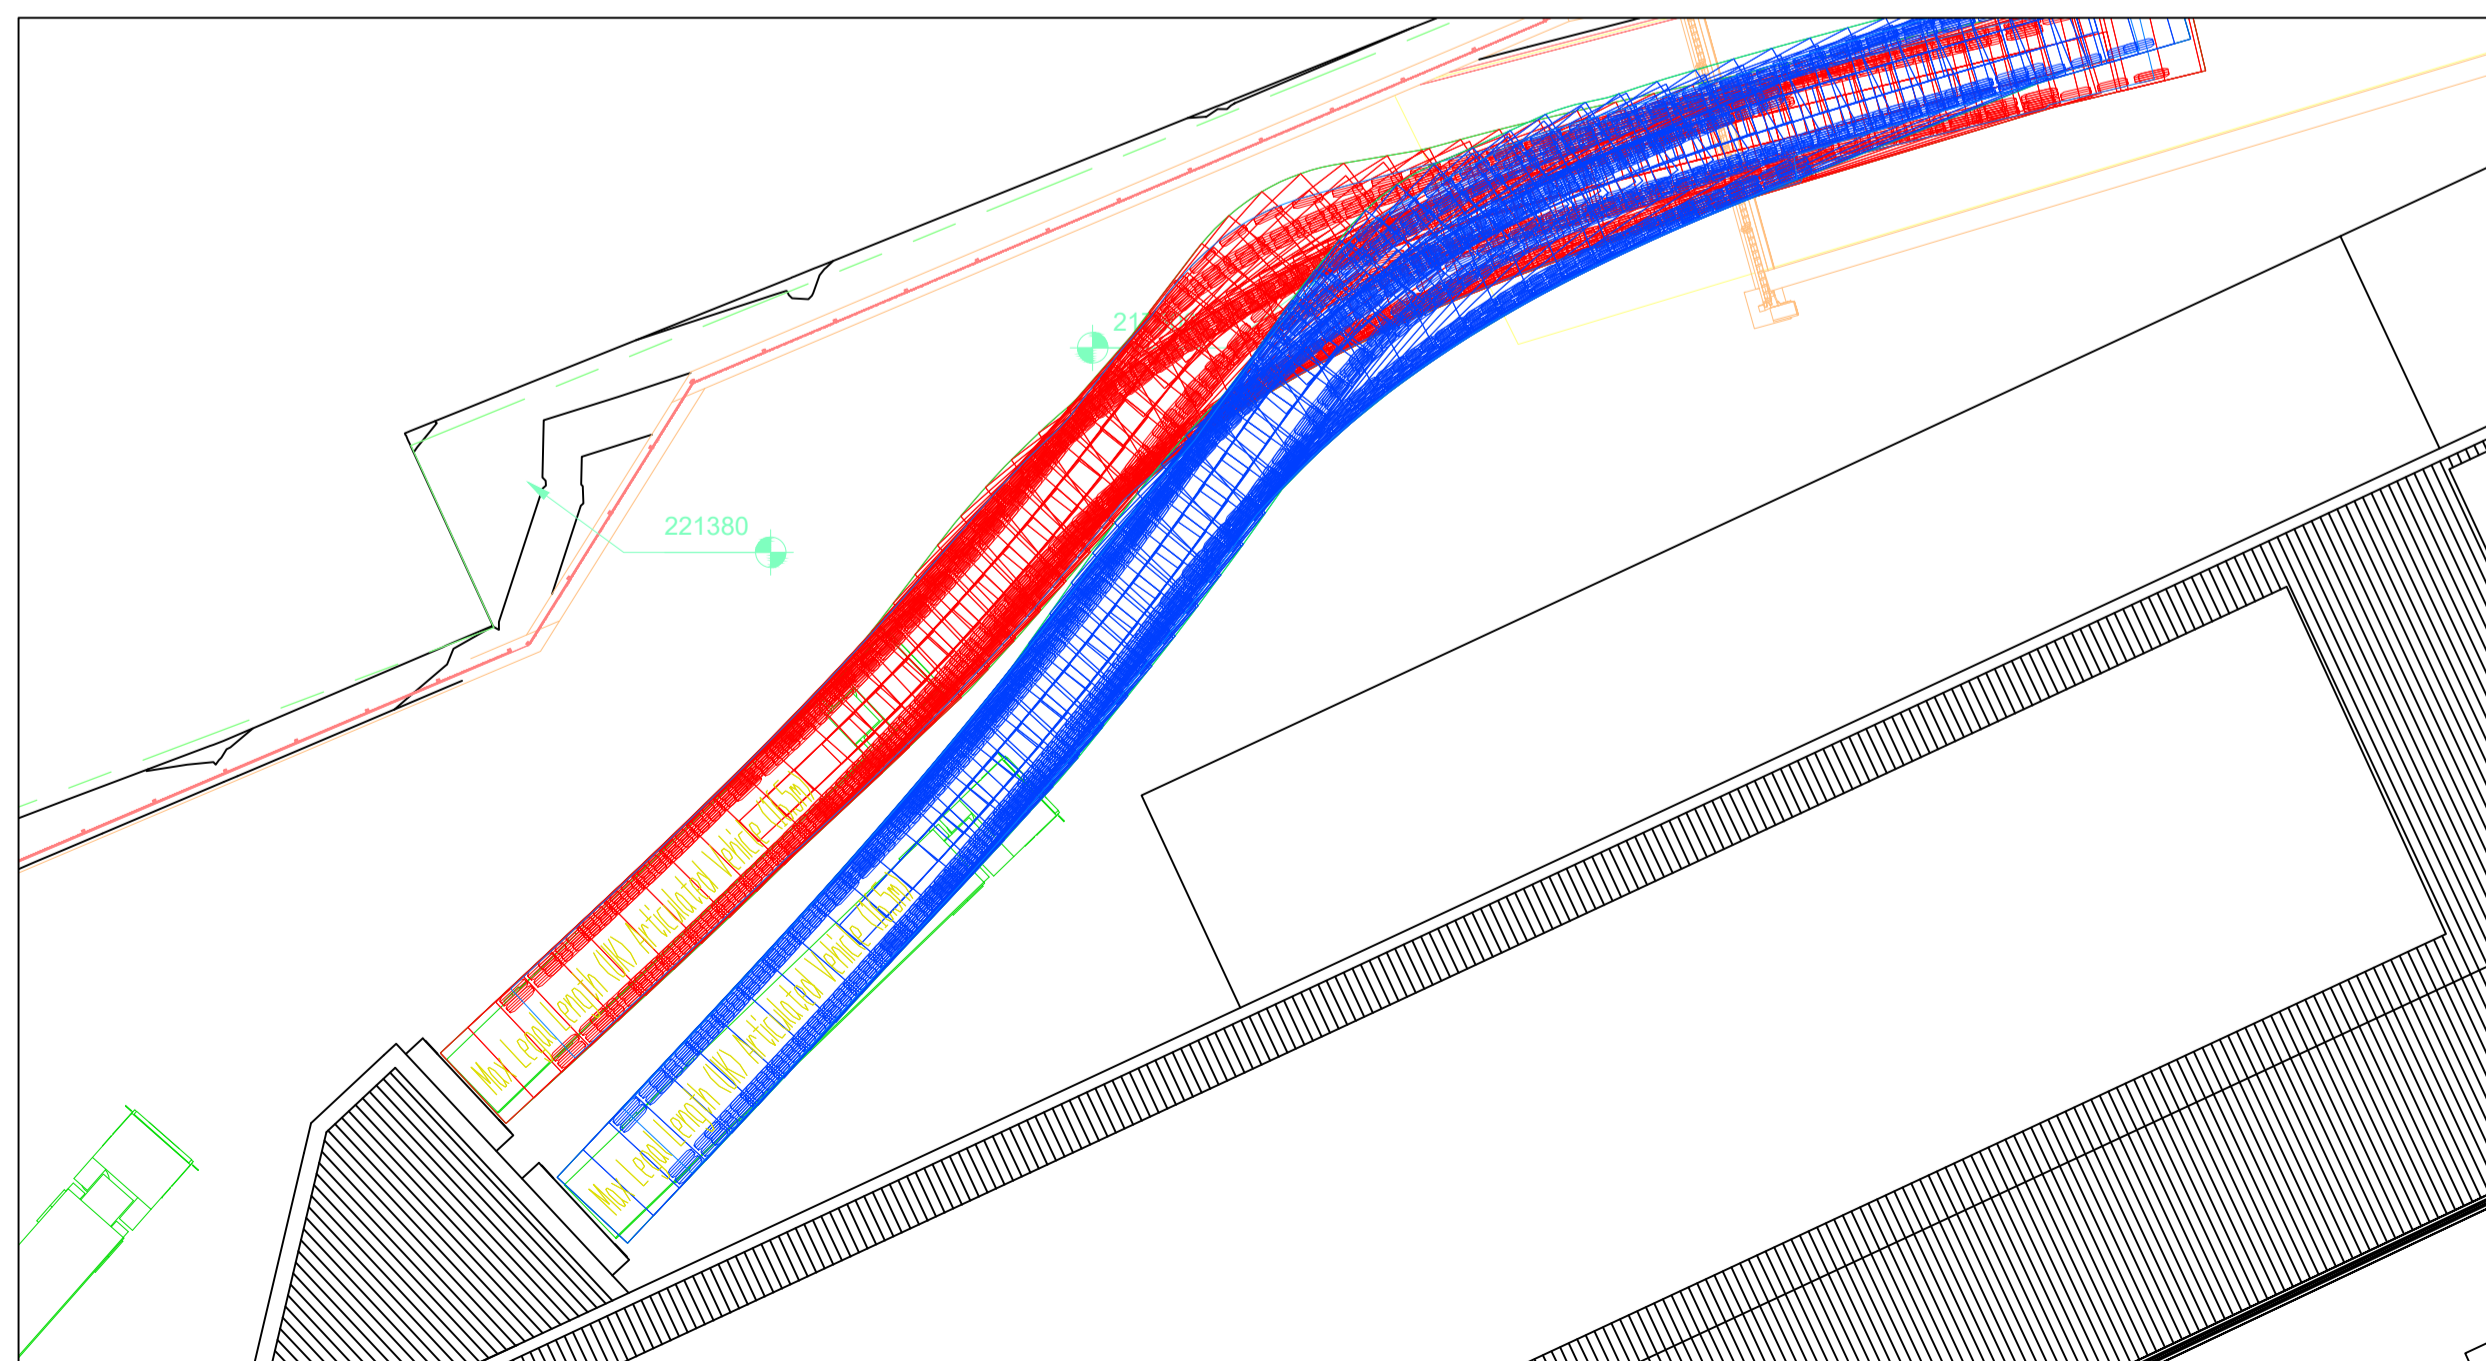 221380
Max Legal Length (UK) Articulated Vehicle (16.5m)
Max Legal Length (UK) Articulated Vehicle (16.5m)